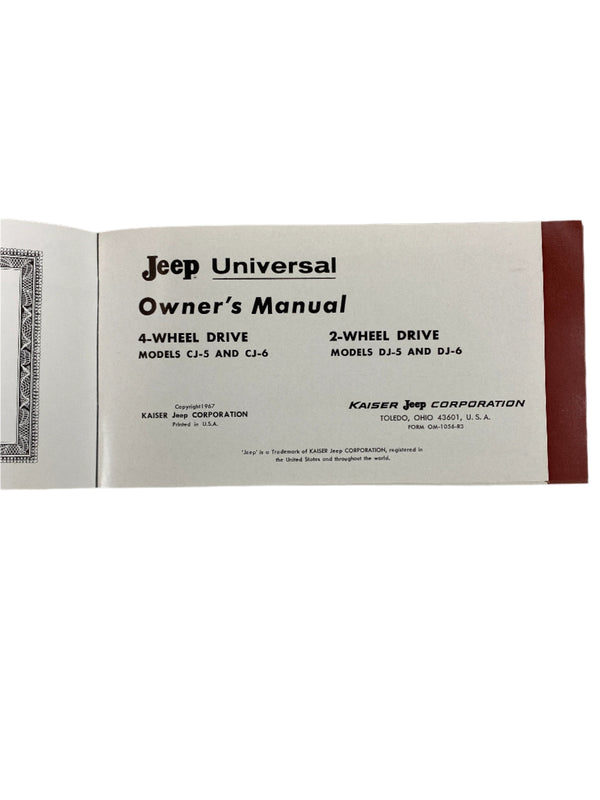 Jeep Universal
Owner's Manual
4-WHEEL DRIVE
MODELS CJ-5 AND CJ-6
2-WHEEL DRIVE
MODELS DJ-5 AND DJ-6
Copyright 1967
KAISER Jeep CORPORATION
Printed in U.S.A.
KAISER Jeep CORPORATION
TOLEDO, OHIO 43601, U. S. A.
FORM OM-1056-R3
'Jeep' is a Trademark of KAISER Jeep CORPORATION, registered in
the United States and throughout the world.